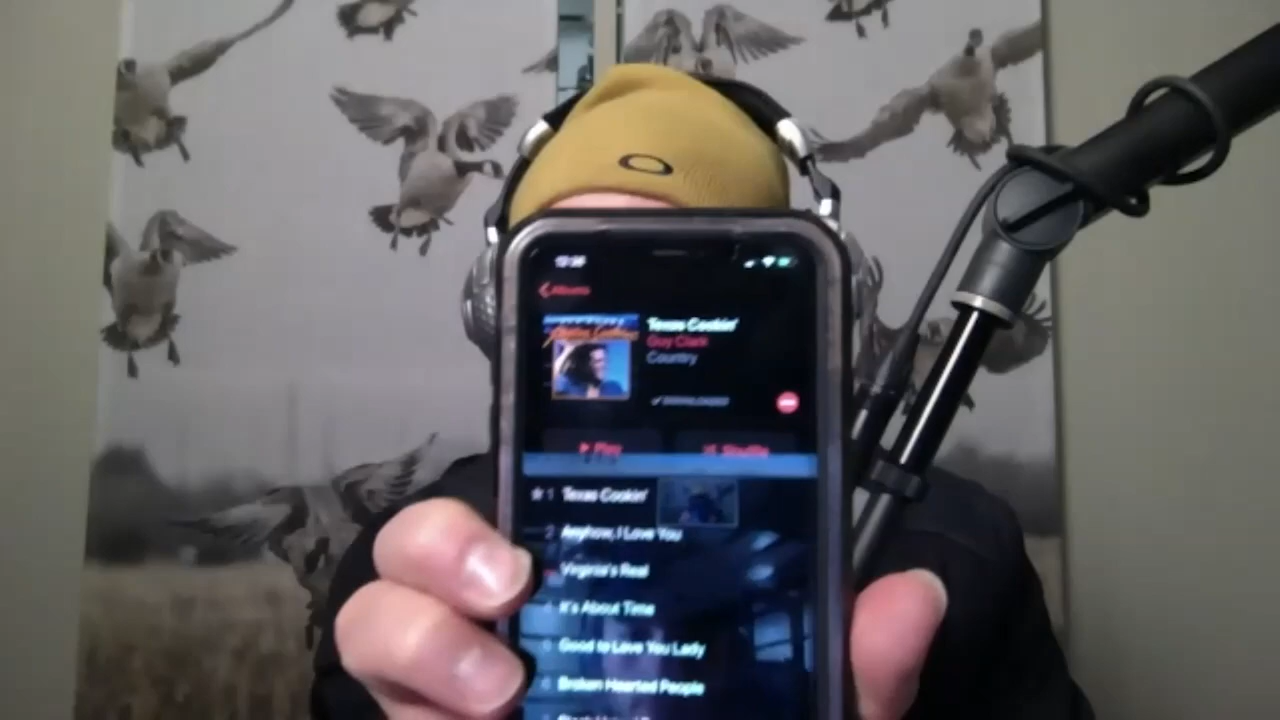 Albums
Texas Cookin'
Guy Clark
Country
DOWNLOADED
Play
Shuffle
1 Texas Cookin'
2 Anyhow, I Love You
Virginia's Real
It's About Time
Good to Love You Lady
Broken Hearted People